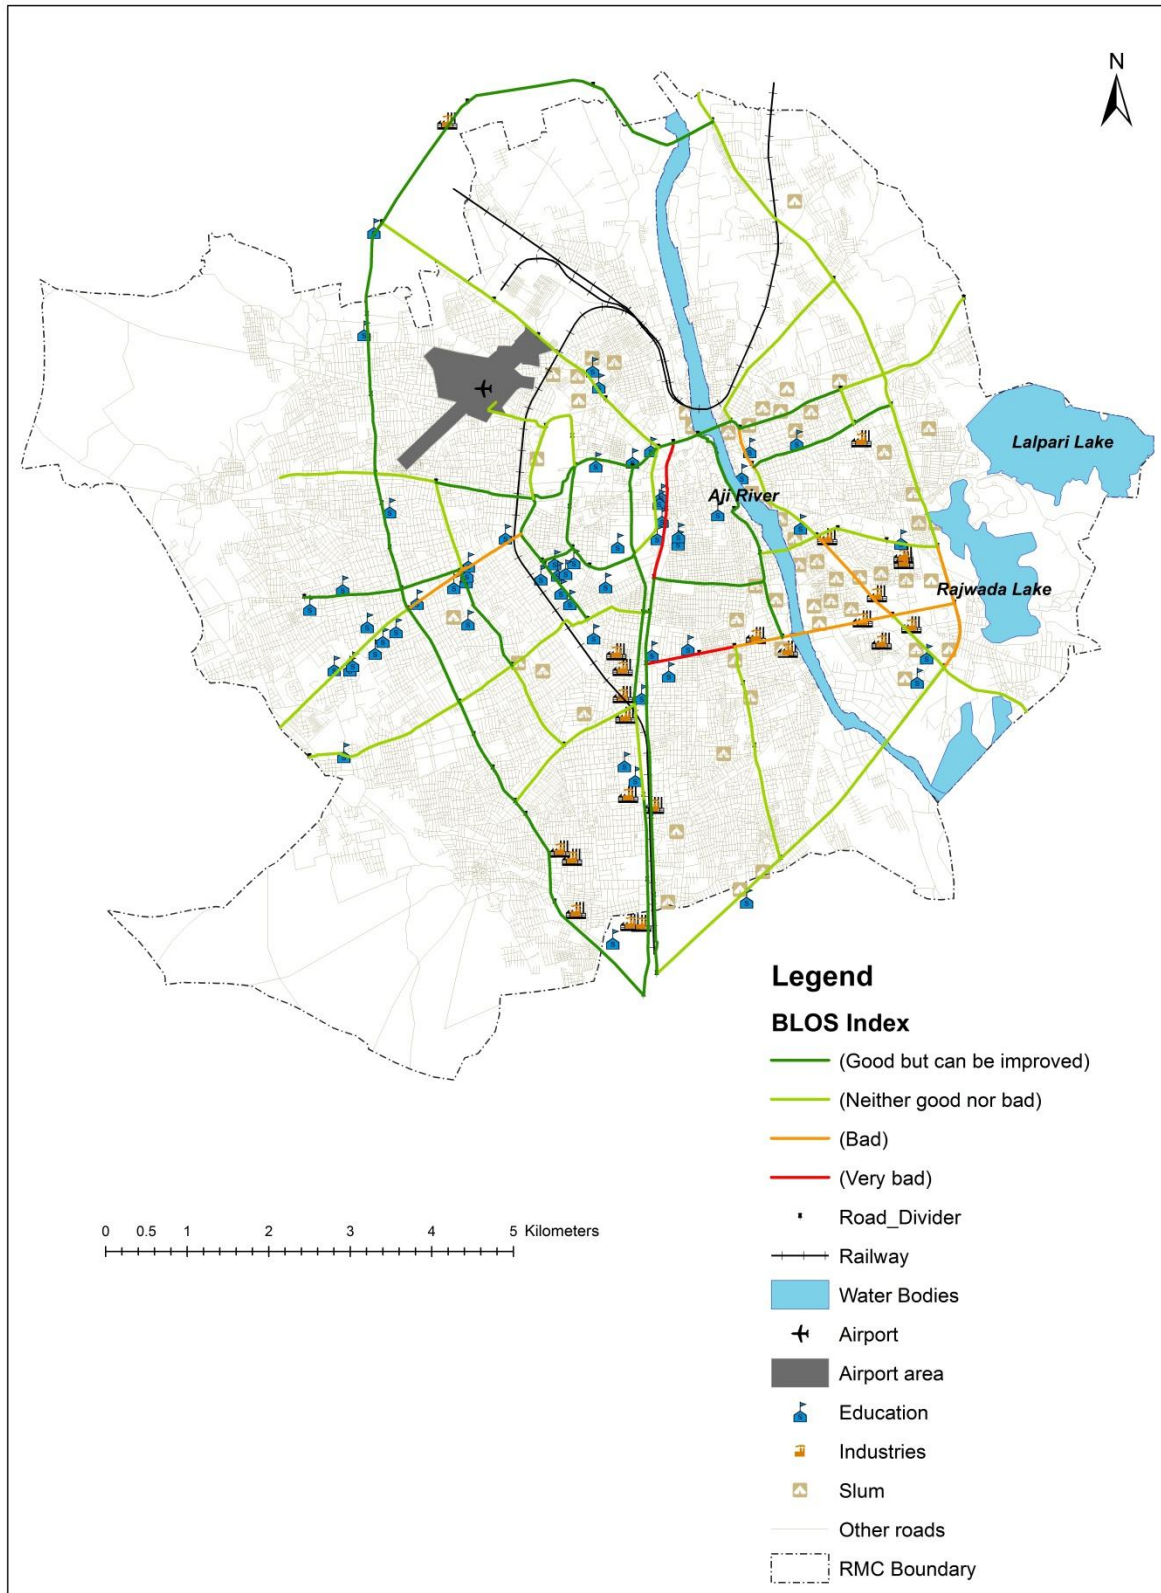 N
Lalpari Lake
Aji River
Rajwada Lake
Legend
BLOS Index
(Good but can be improved)
(Neither good nor bad)
(Bad)
(Very bad)
Road_Divider
Railway
Water Bodies
Airport
Airport area
Education
Industries
Slum
Other roads
RMC Boundary
0 0.5 1 2 3 4 5 Kilometers